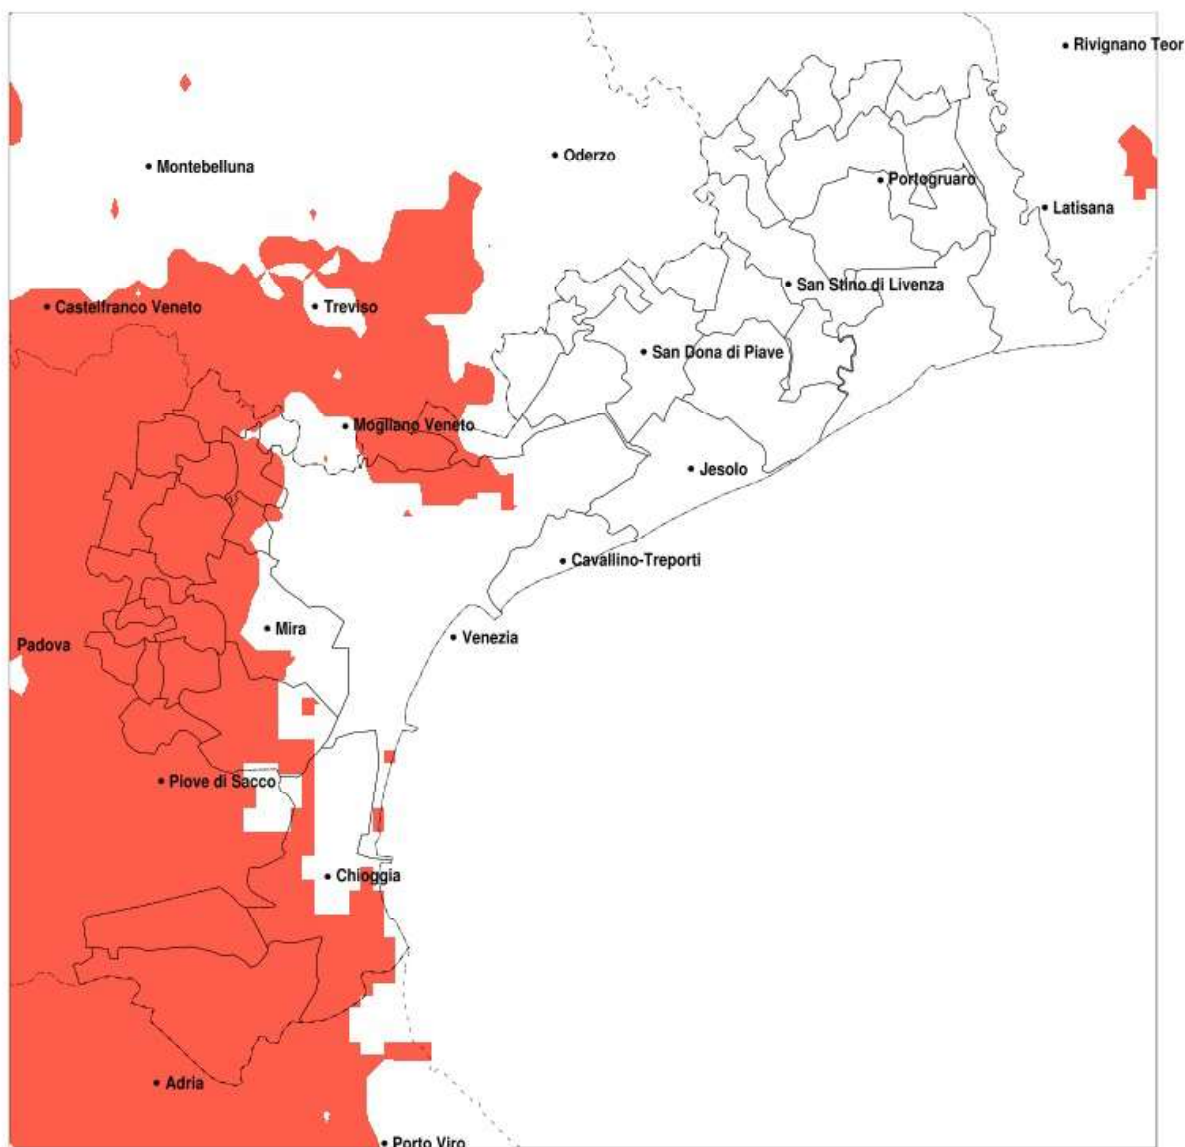 Rivignano Teor
Oderzo
Montebelluna
Portogruaro
Latisana
San Stino di Livenza
Castelfranco Veneto
Treviso
San Dona di Piave
Mogliano Veneto
Jesolo
Cavallino-Treporti
Mira
Venezia
Padova
Piove di Sacco
Chioggia
Adria
Porto Viro